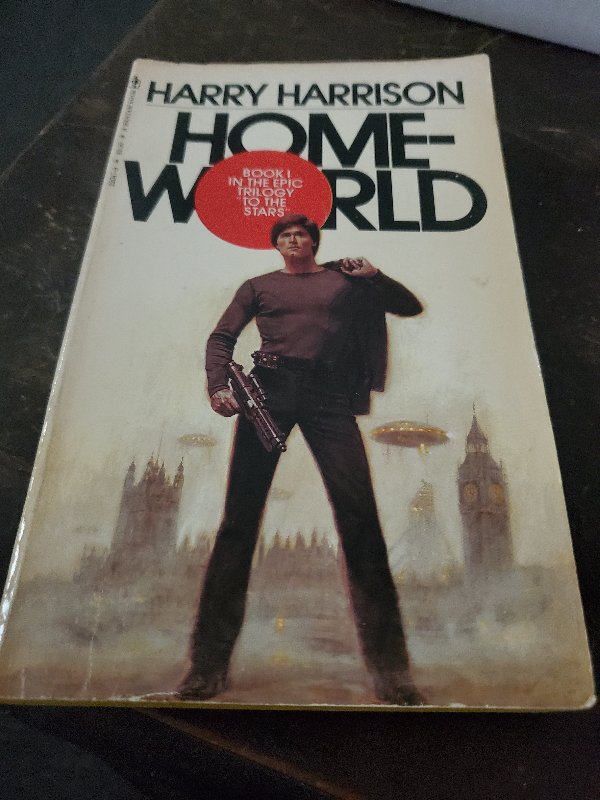 HARRY HARRISON
HOME-
WORLD
BOOK I
IN THE EPIC
TRILOGY
"TO THE
STARS"